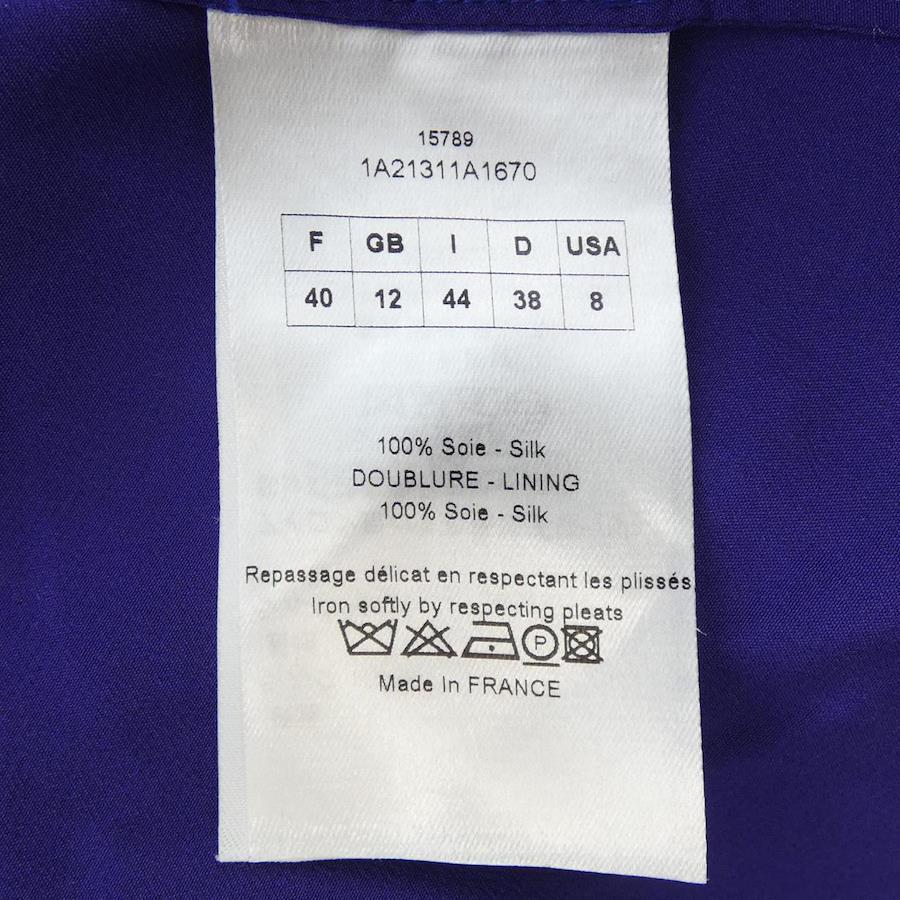 15789
1A21311A1670
F GB I D USA
40 12 44 38 8
100% Soie - Silk
DOUBLURE - LINING
100% Soie - Silk
Repassage délicat en respectant les plissés
Iron softly by respecting pleats
P
Made In FRANCE